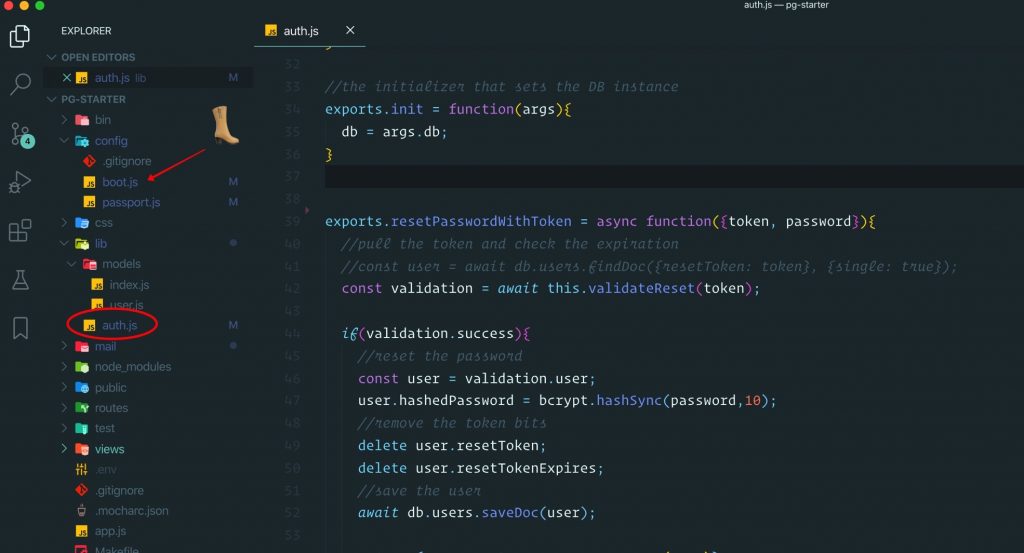 auth.js — pg-starter
EXPLORER
auth.js
OPEN EDITORS
auth.js lib M
PG-STARTER
bin
config
.gitignore
boot.js M
passport.js M
css
lib
models
index.js
user.js
auth.js M
mail
node_modules
public
routes
test
views
.env
.gitignore
.mocharc.json
app.js
Makefile
4
32
33 //the initializer that sets the DB instance
34 exports.init = function(args){
35 db = args.db;
36 }
37
39 exports.resetPasswordWithToken = async function({token, password}){
40 //pull the token and check the expiration
41 //const user = await db.users.findDoc({resetToken: token}, {single: true});
42 const validation = await this.validateReset(token);
43
44 if(validation.success){
45 //reset the password
46 const user = validation.user;
47 user.hashedPassword = bcrypt.hashSync(password,10);
48 //remove the token bits
49 delete user.resetToken;
50 delete user.resetTokenExpires;
51 //save the user
52 await db.users.saveDoc(user);
53